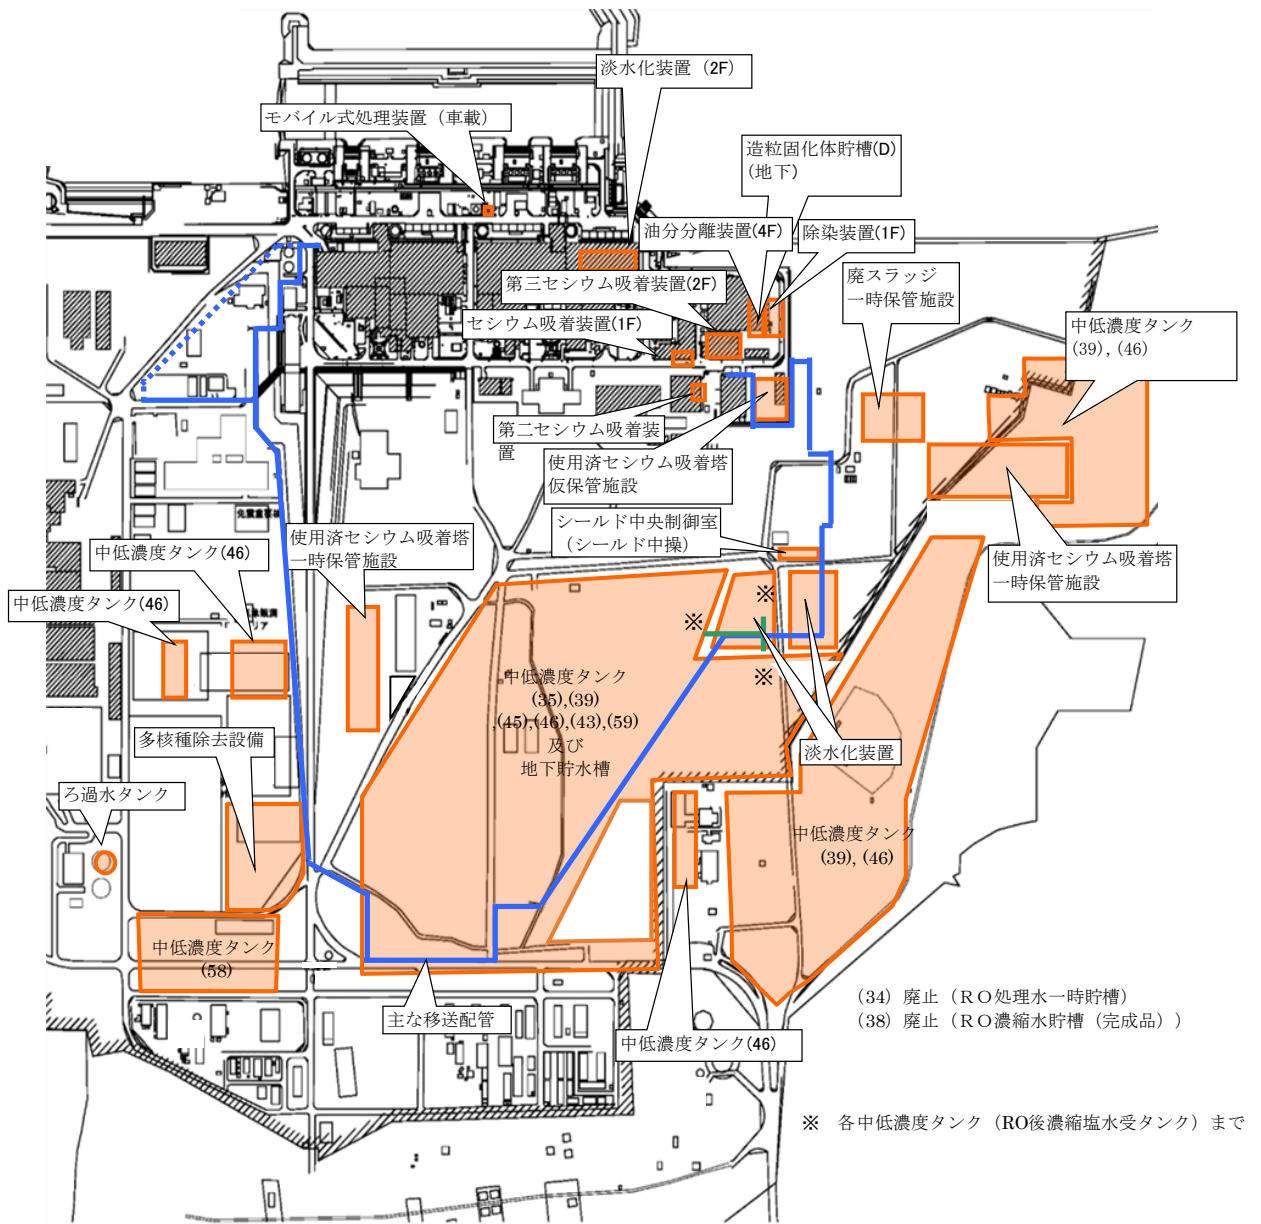 淡水化装置（2F）
モバイル式処理装置（車載）
造粒固化体貯槽(D)
(地下)
油分分離装置(4F)
除染装置(1F)
第三セシウム吸着装置(2F)
廃スラッジ
一時保管施設
セシウム吸着装置(1F)
中低濃度タンク
(39), (46)
第二セシウム吸着装
置
使用済セシウム吸着塔
仮保管施設
シールド中央制御室
（シールド中操）
使用済セシウム吸着塔
一時保管施設
使用済セシウム吸着塔
一時保管施設
中低濃度タンク(46)
中低濃度タンク(46)
※
※
※
中低濃度タンク
(35),(39)
,(45),(46),(43),(59)
及び
地下貯水槽
多核種除去設備
淡水化装置
ろ過水タンク
中低濃度タンク
(39), (46)
中低濃度タンク
(58)
主な移送配管
中低濃度タンク(46)
（34）廃止（ＲＯ処理水一時貯槽）
（38）廃止（ＲＯ濃縮水貯槽（完成品））
※　各中低濃度タンク（RO後濃縮塩水受タンク）まで